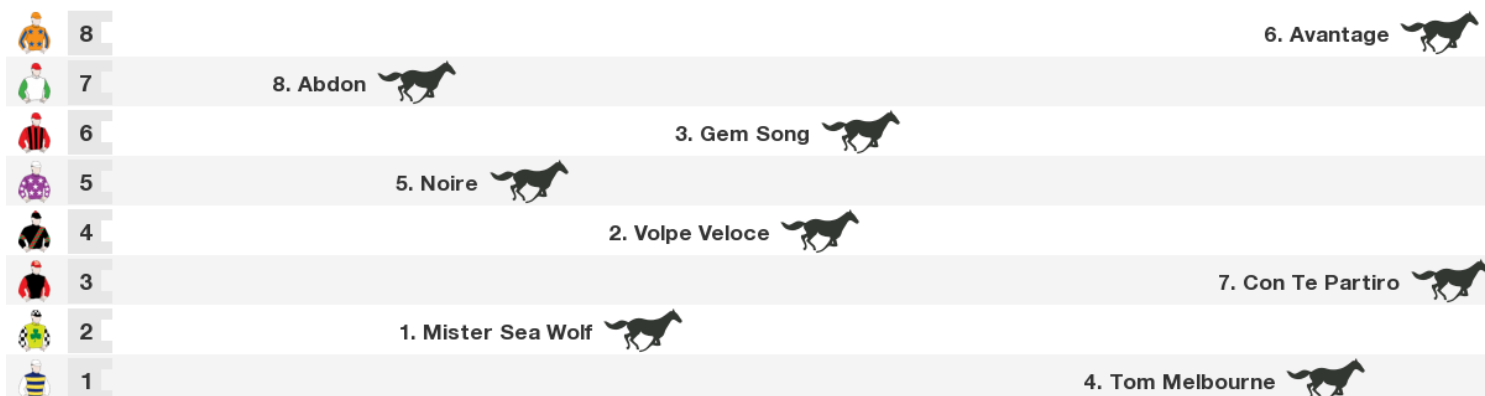 8 6. Avantage
7 8. Abdon
6 3. Gem Song
5 5. Noire
4 2. Volpe Veloce
3 7. Con Te Partiro
2 1. Mister Sea Wolf
1 4. Tom Melbourne